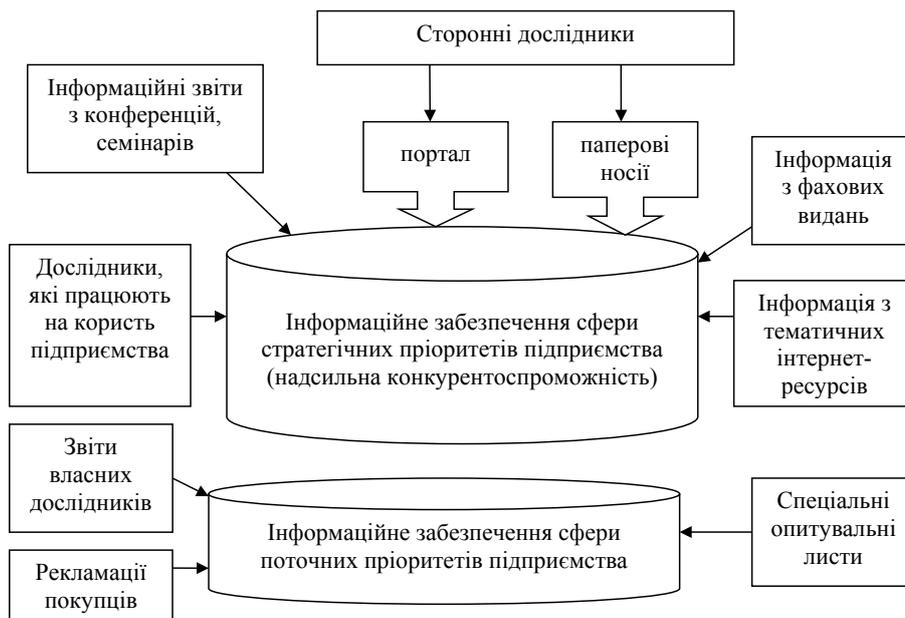 Сторонні дослідники
Інформаційні звіти
з конференцій,
семінарів
портал
паперові
носії
Інформація
з фахових
видань
Дослідники,
які працюють
на користь
підприємства
Інформаційне забезпечення сфери
стратегічних пріоритетів підприємства
(надсильна конкурентоспроможність)
Інформація з
тематичних
інтернет-
ресурсів
Звіти
власних
дослідників
Інформаційне забезпечення сфери
поточних пріоритетів підприємства
Спеціальні
опитувальні
листи
Рекламації
покупців